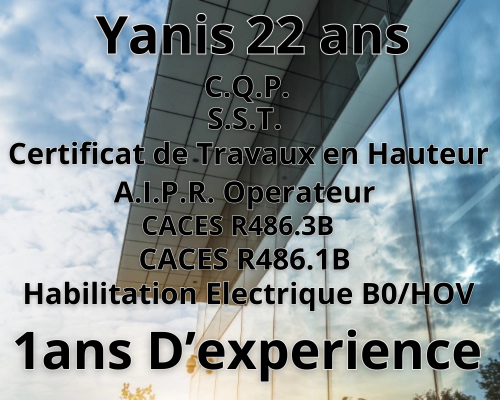 Yanis 22 ans
C.Q.P.
S.S.T.
Certificat de Travaux en Hauteur
A.I.P.R. Operateur
CACES R486.3B
CACES R486.1B
Habilitation Electrique B0/HOV
1ans D’experience